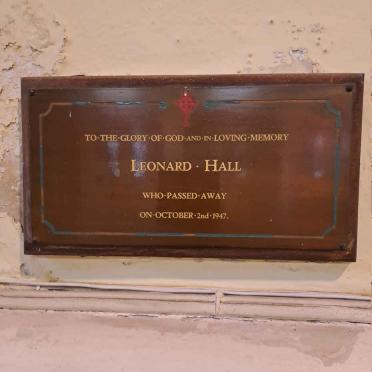 TO·THE·GLORY·OF·GOD·AND·IN·LOVING·MEMORY
LEONARD · HALL
WHO·PASSED·AWAY
ON·OCTOBER·2nd·1947.